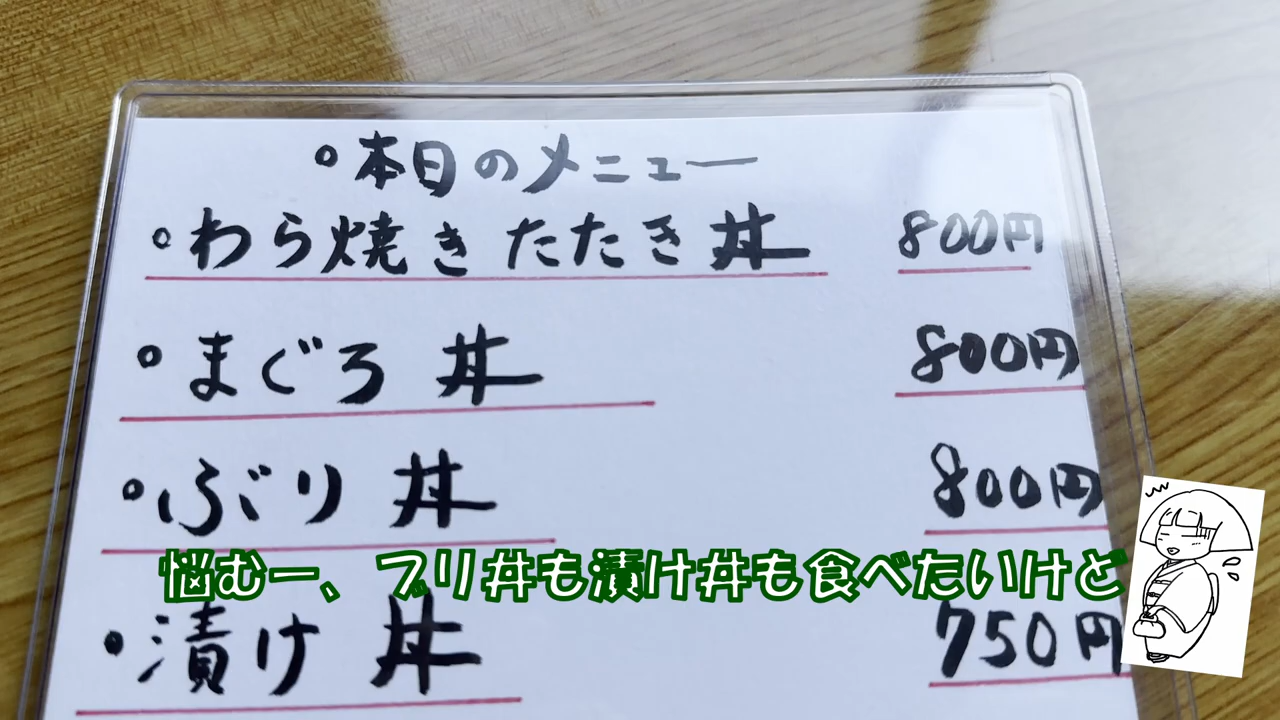 ○本日のメニュー
○わら焼きたたき丼 800円
○まぐろ丼 800円
○ぶり丼 800円
悩むー、ブリ丼も漬け丼も食べたいけど
○漬け丼 750円